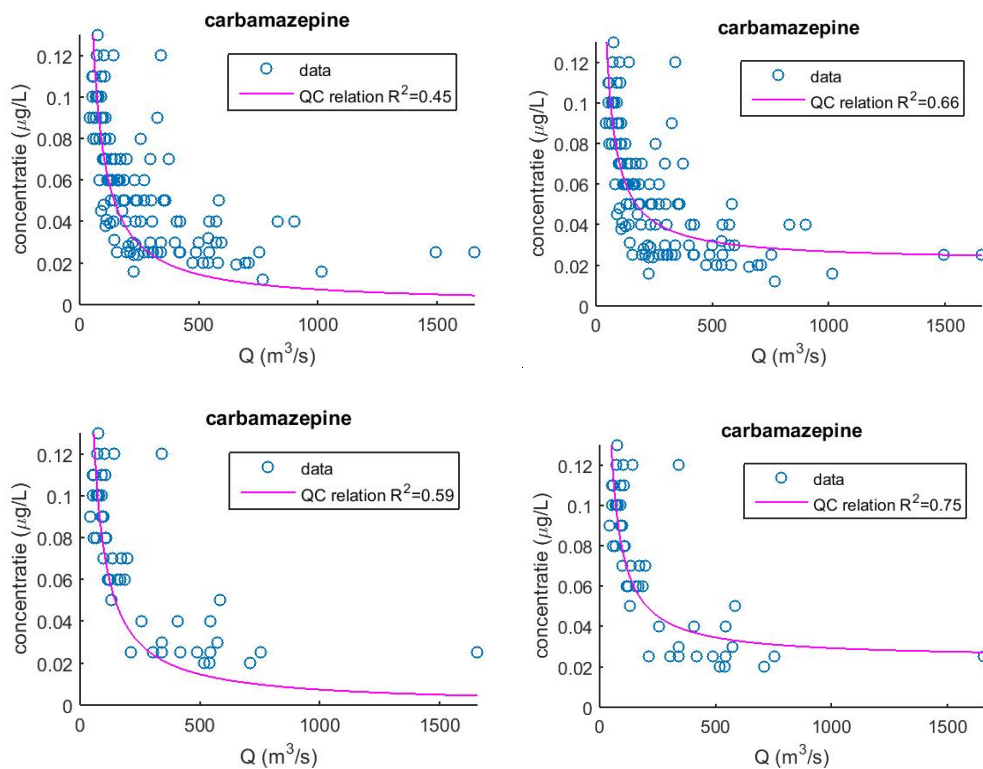 carbamazepine
data
QC relation R²=0.45
concentratie (μg/L)
0.12
0.1
0.08
0.06
0.04
0.02
0
0
500
1000
1500
Q (m³/s)
carbamazepine
data
QC relation R²=0.66
concentratie (μg/L)
0.12
0.1
0.08
0.06
0.04
0.02
0
0
500
1000
1500
Q (m³/s)
carbamazepine
data
QC relation R²=0.59
concentratie (μg/L)
0.12
0.1
0.08
0.06
0.04
0.02
0
0
500
1000
1500
Q (m³/s)
carbamazepine
data
QC relation R²=0.75
concentratie (μg/L)
0.12
0.1
0.08
0.06
0.04
0.02
0
0
500
1000
1500
Q (m³/s)